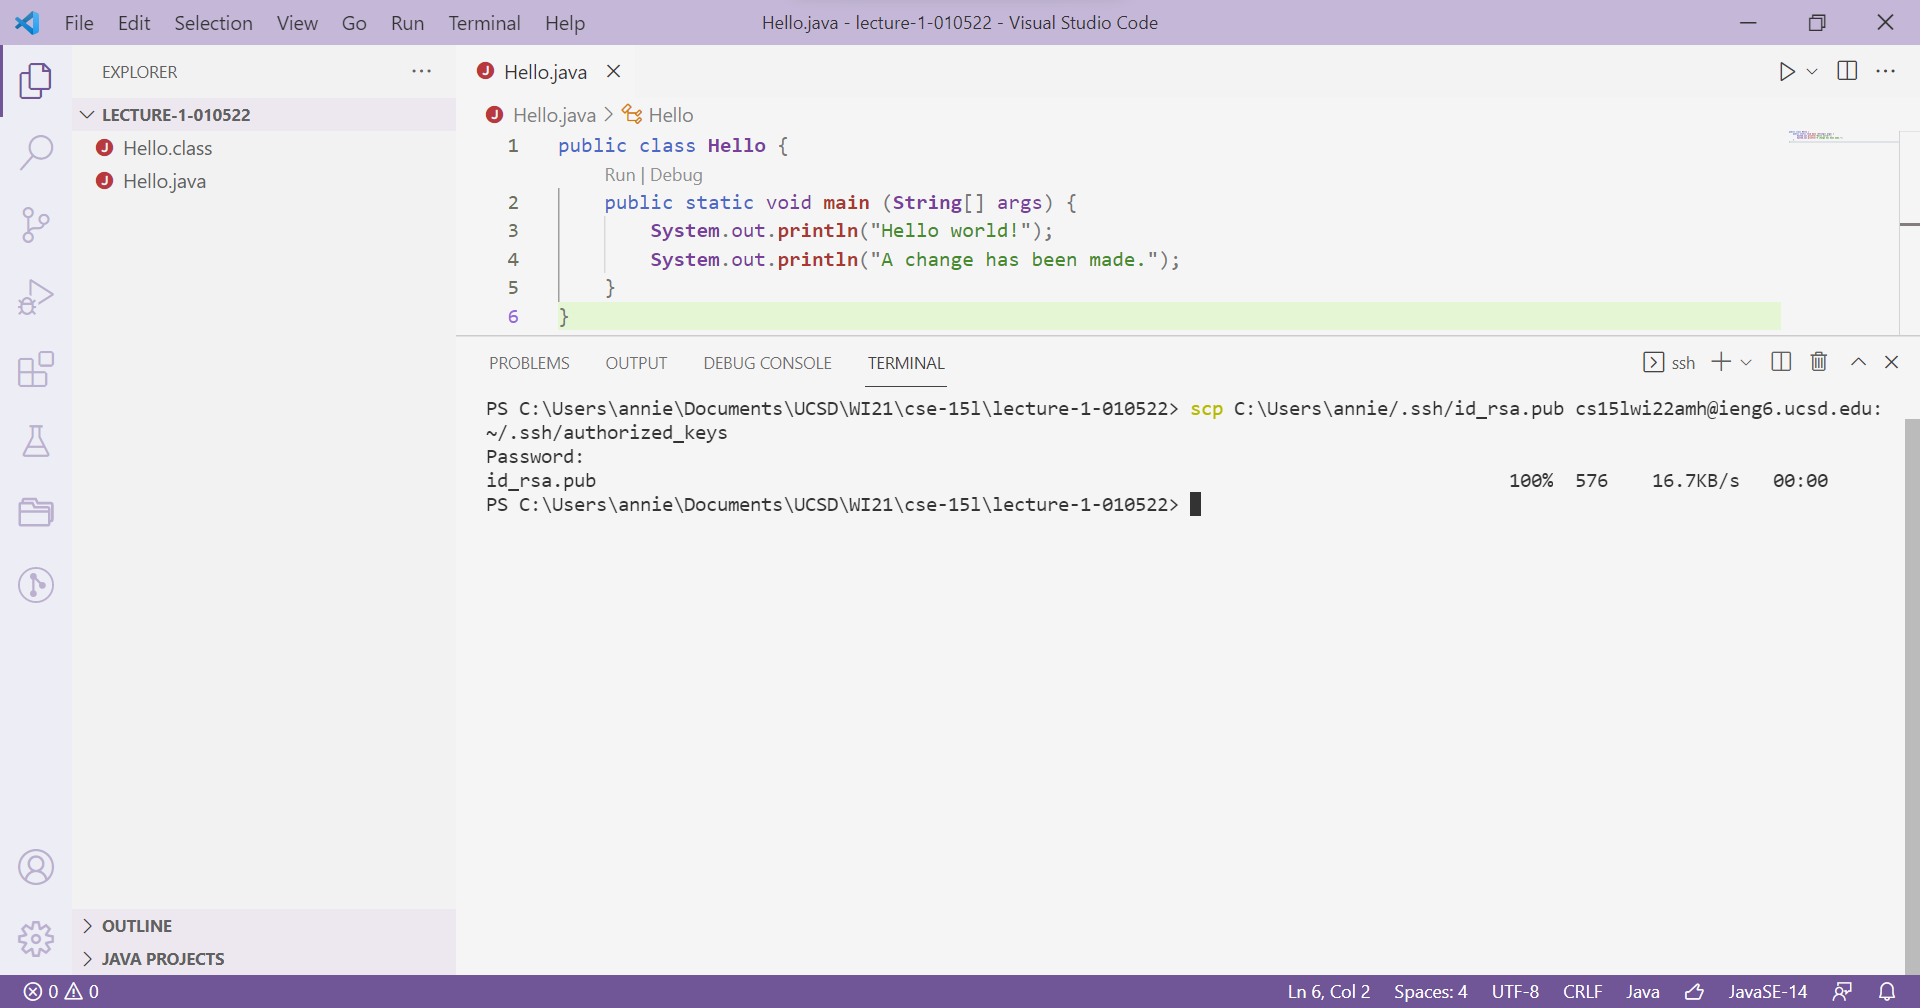 File Edit Selection View Go Run Terminal Help Hello.java - lecture-1-010522 - Visual Studio Code
EXPLORER
LECTURE-1-010522
Hello.class
Hello.java
OUTLINE
JAVA PROJECTS
Hello.java
Hello.java > Hello
1 public class Hello {
Run | Debug
2 public static void main (String[] args) {
3 System.out.println("Hello world!");
4 System.out.println("A change has been made.");
5 }
6 }
PROBLEMS OUTPUT DEBUG CONSOLE TERMINAL ssh
PS C:\Users\annie\Documents\UCSD\WI21\cse-15l\lecture-1-010522> scp C:\Users\annie/.ssh/id_rsa.pub cs15lwi22amh@ieng6.ucsd.edu:
~/.ssh/authorized_keys
Password:
id_rsa.pub 100% 576 16.7KB/s 00:00
PS C:\Users\annie\Documents\UCSD\WI21\cse-15l\lecture-1-010522>
0 0 Ln 6, Col 2 Spaces: 4 UTF-8 CRLF Java JavaSE-14